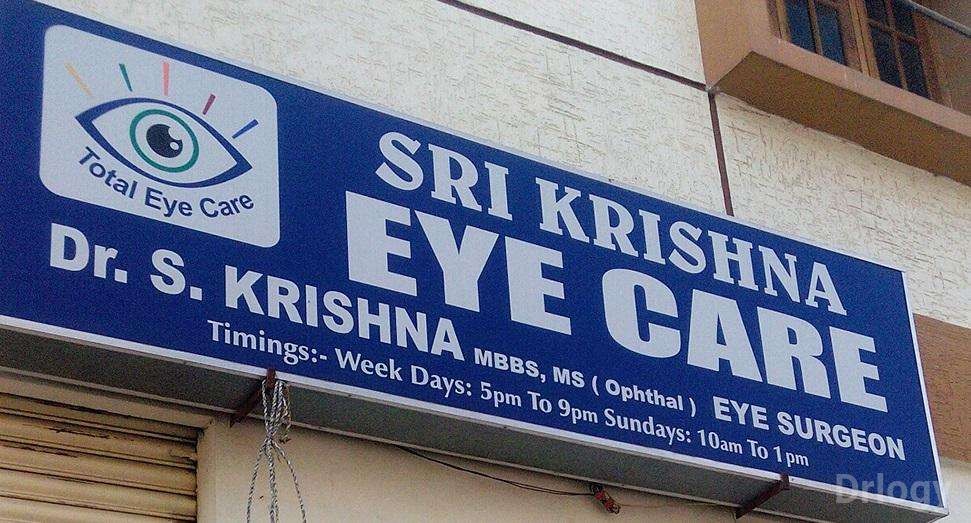 Total Eye Care
SRI KRISHNA
EYE CARE
Dr. S. KRISHNA MBBS, MS ( Ophthal ) EYE SURGEON
Timings:- Week Days: 5pm To 9pm Sundays: 10am To 1pm
Drlogy